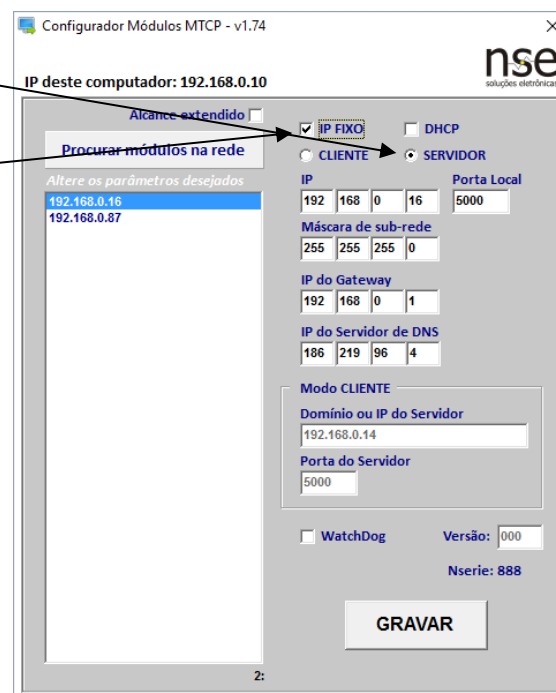 Configurador Módulos MTCP - v1.74
nse
soluções eletrônicas
IP deste computador: 192.168.0.10
Alcance extendido
Procurar módulos na rede
Altere os parâmetros desejados
192.168.0.16
192.168.0.87
2:
IP FIXO DHCP
CLIENTE SERVIDOR
IP Porta Local
192 168 0 16 5000
Máscara de sub-rede
255 255 255 0
IP do Gateway
192 168 0 1
IP do Servidor de DNS
186 219 96 4
Modo CLIENTE
Domínio ou IP do Servidor
192.168.0.14
Porta do Servidor
5000
WatchDog Versão: 000
Nserie: 888
GRAVAR